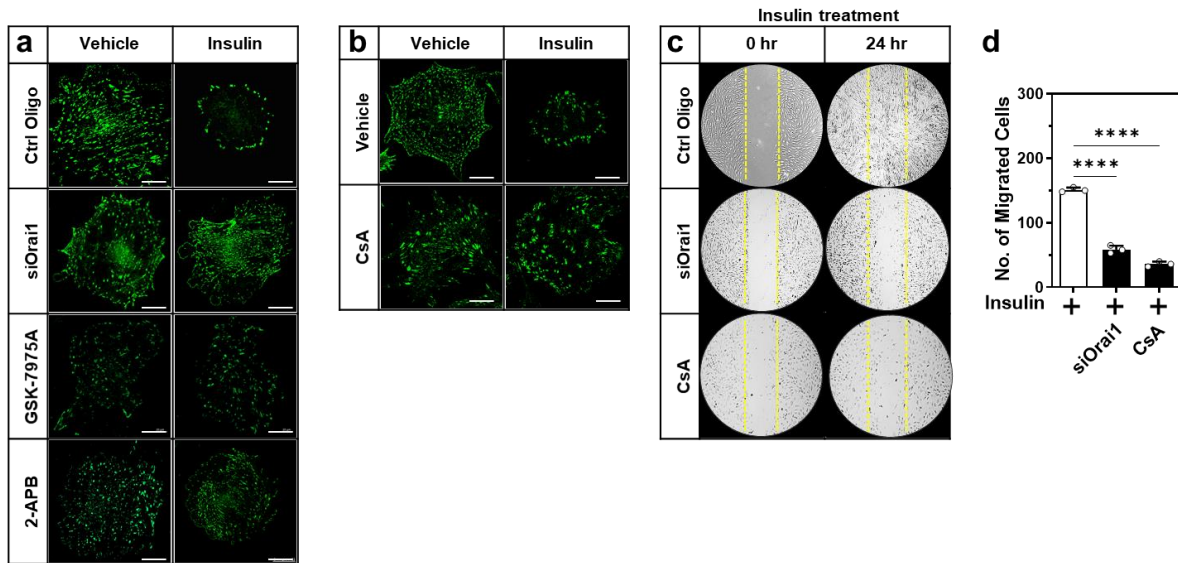 a
Vehicle
Insulin
Ctrl Oligo
siOrai1
GSK-7975A
2-APB
b
Vehicle
Insulin
Vehicle
CsA
Insulin treatment
c
0 hr
24 hr
Ctrl Oligo
siOrai1
CsA
d
No. of Migrated Cells
300
200
100
0
****
****
Insulin + + +
siOrai1
CsA